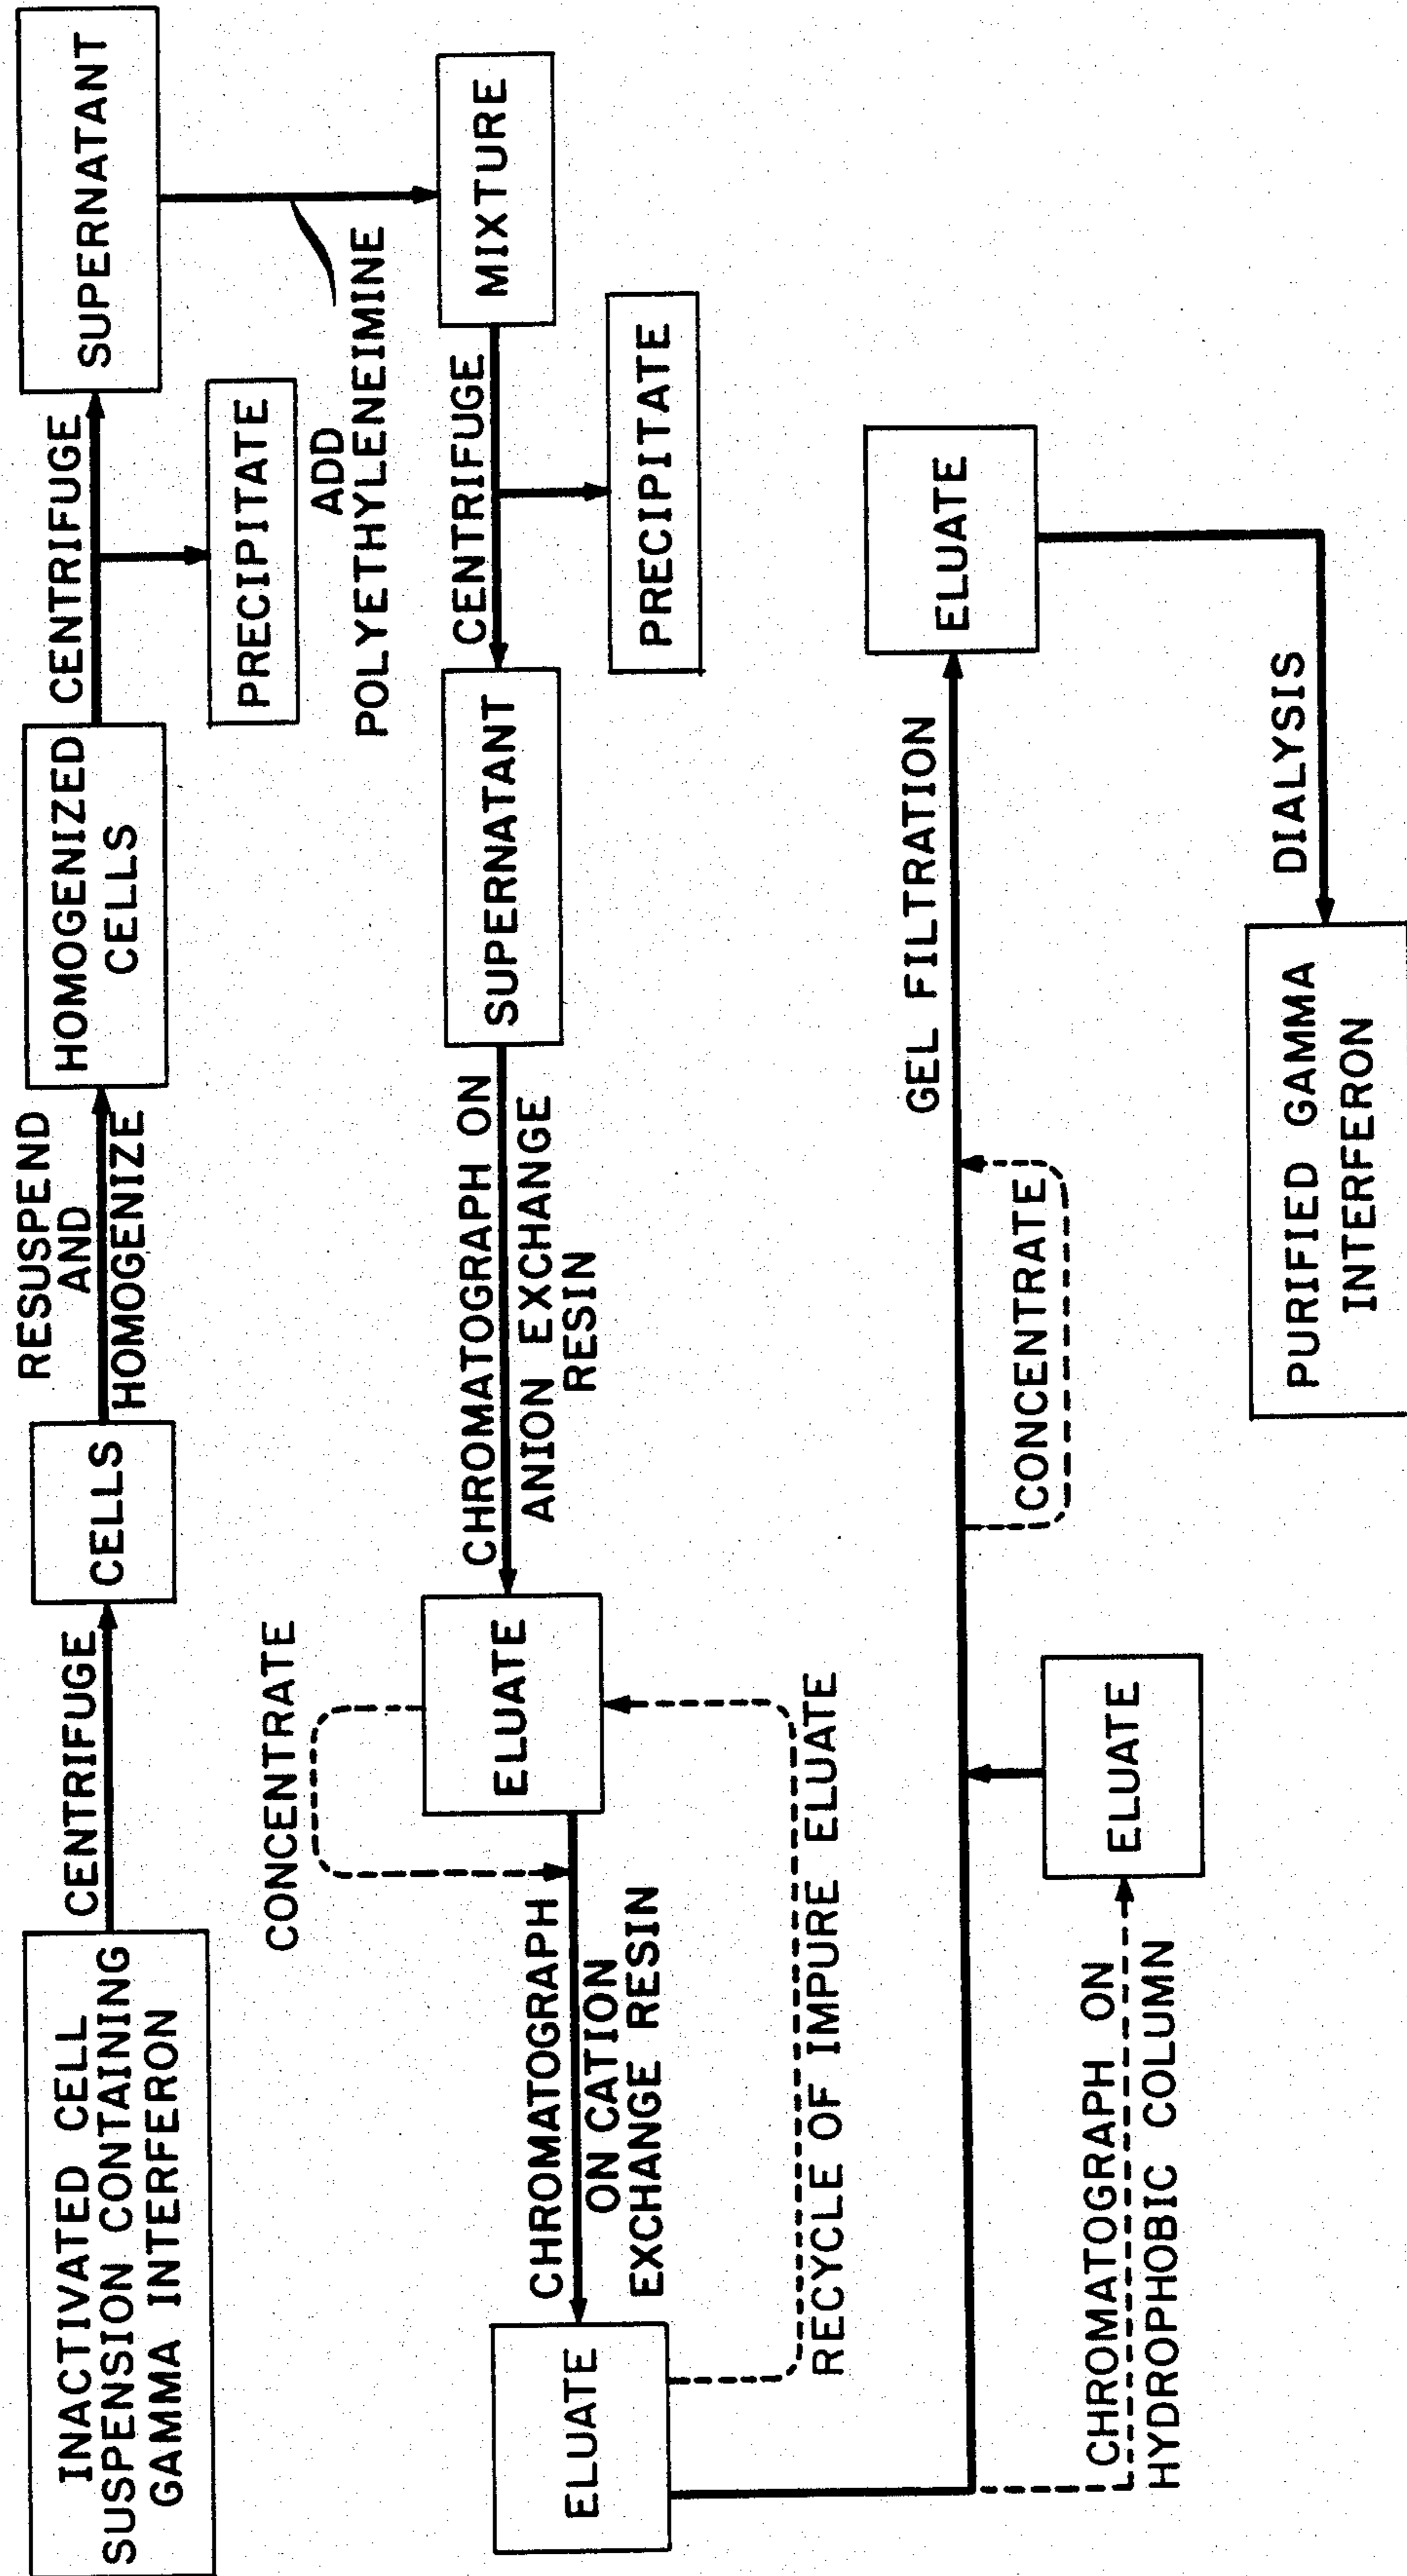 INACTIVATED CELL
SUSPENSION CONTAINING
GAMMA INTERFERON
CENTRIFUGE
CELLS
RESUSPEND
AND
HOMOGENIZE
HOMOGENIZED
CELLS
CENTRIFUGE
PRECIPITATE
SUPERNATANT
ADD
POLYETHYLENEIMINE
MIXTURE
CENTRIFUGE
PRECIPITATE
SUPERNATANT
CHROMATOGRAPH ON
ANION EXCHANGE
RESIN
ELUATE
CONCENTRATE
CHROMATOGRAPH
ON CATION
EXCHANGE RESIN
ELUATE
RECYCLE OF IMPURE ELUATE
CHROMATOGRAPH ON
HYDROPHOBIC COLUMN
ELUATE
CONCENTRATE
GEL FILTRATION
ELUATE
DIALYSIS
PURIFIED GAMMA
INTERFERON